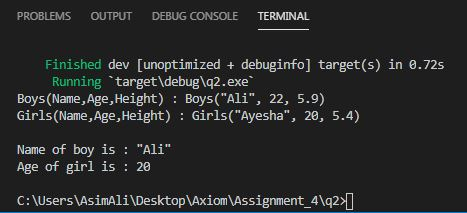 PROBLEMS OUTPUT DEBUG CONSOLE TERMINAL
Finished dev [unoptimized + debuginfo] target(s) in 0.72s
Running `target\debug\q2.exe`
Boys(Name,Age,Height) : Boys("Ali", 22, 5.9)
Girls(Name,Age,Height) : Girls("Ayesha", 20, 5.4)
Name of boy is : "Ali"
Age of girl is : 20
C:\Users\AsimAli\Desktop\Axiom\Assignment_4\q2>